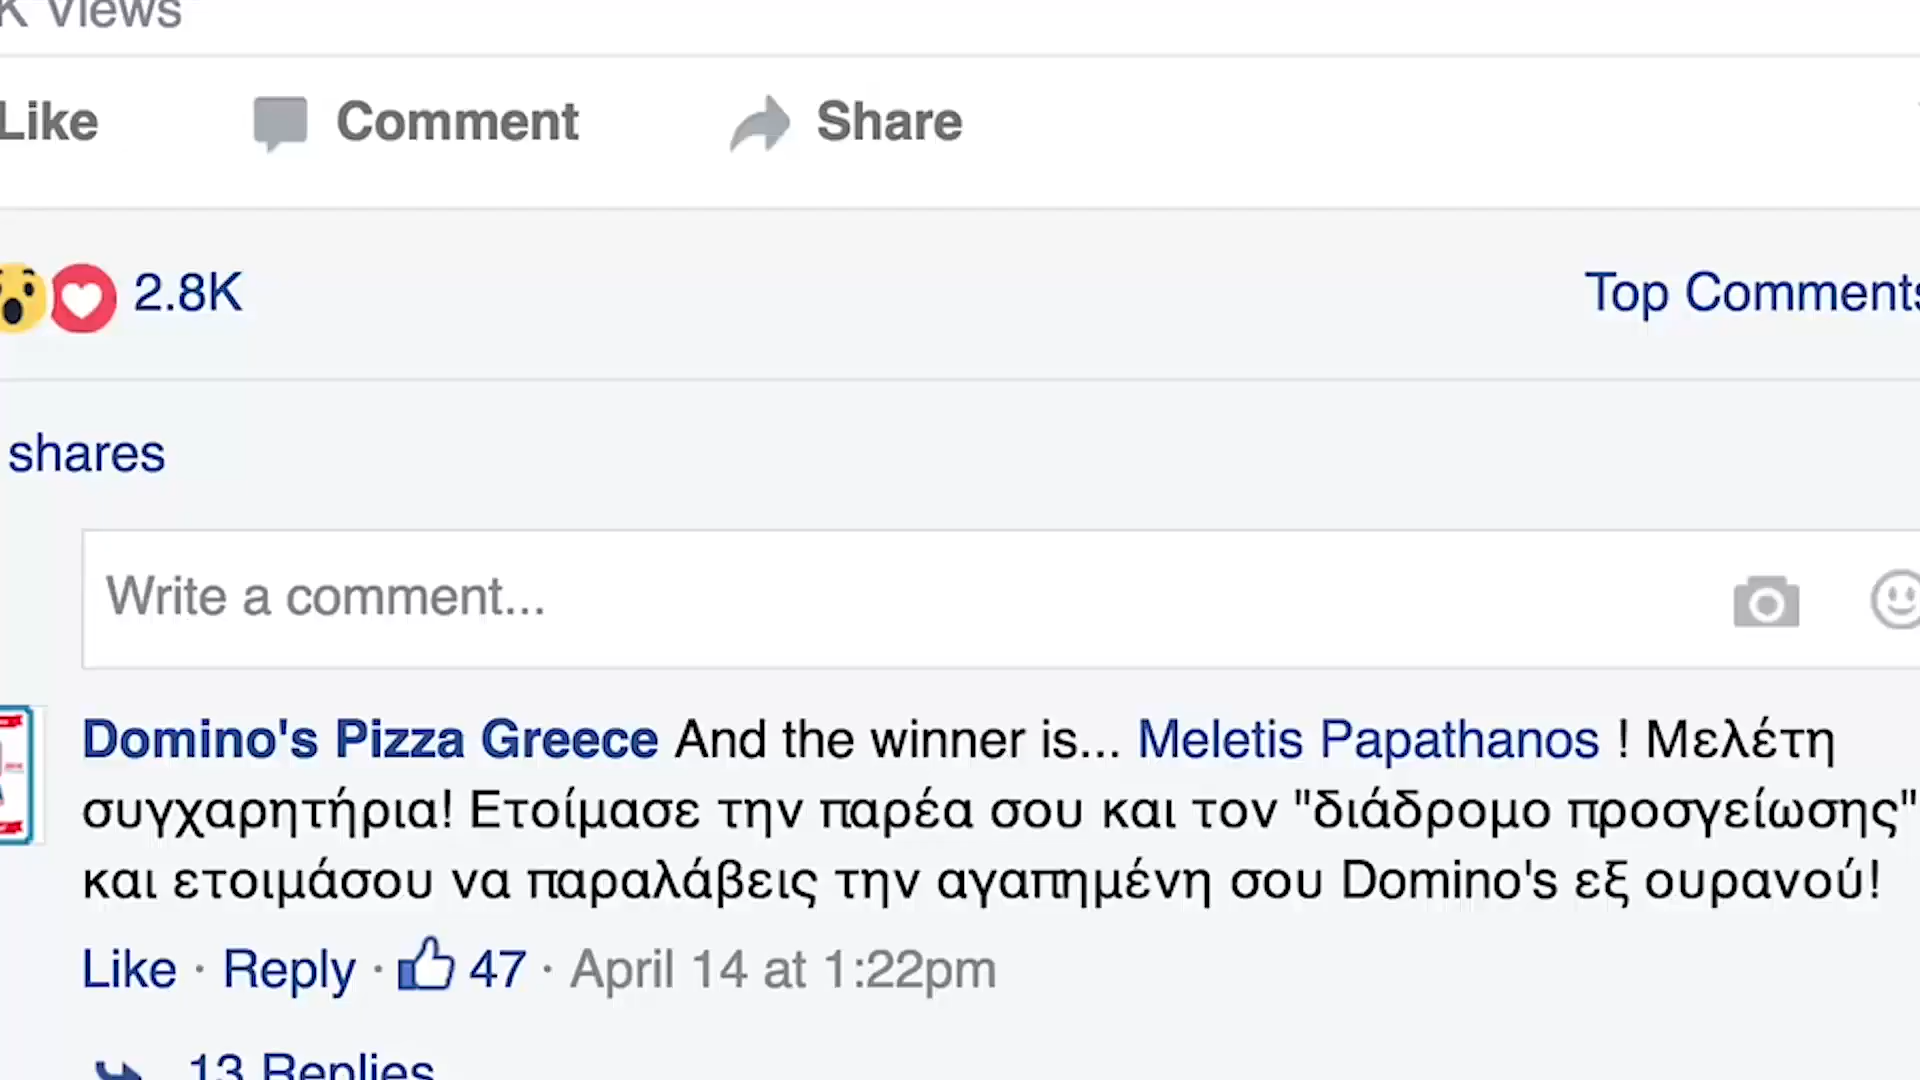 K Views
Like Comment Share
2.8K Top Comments
shares
Write a comment...
Domino's Pizza Greece And the winner is... Meletis Papathanos ! Μελέτη
συγχαρητήρια! Ετοίμασε την παρέα σου και τον "διάδρομο προσγείωσης"
και ετοιμάσου να παραλάβεις την αγαπημένη σου Domino's εξ ουρανού!
Like · Reply · 47 · April 14 at 1:22pm
13 Replies